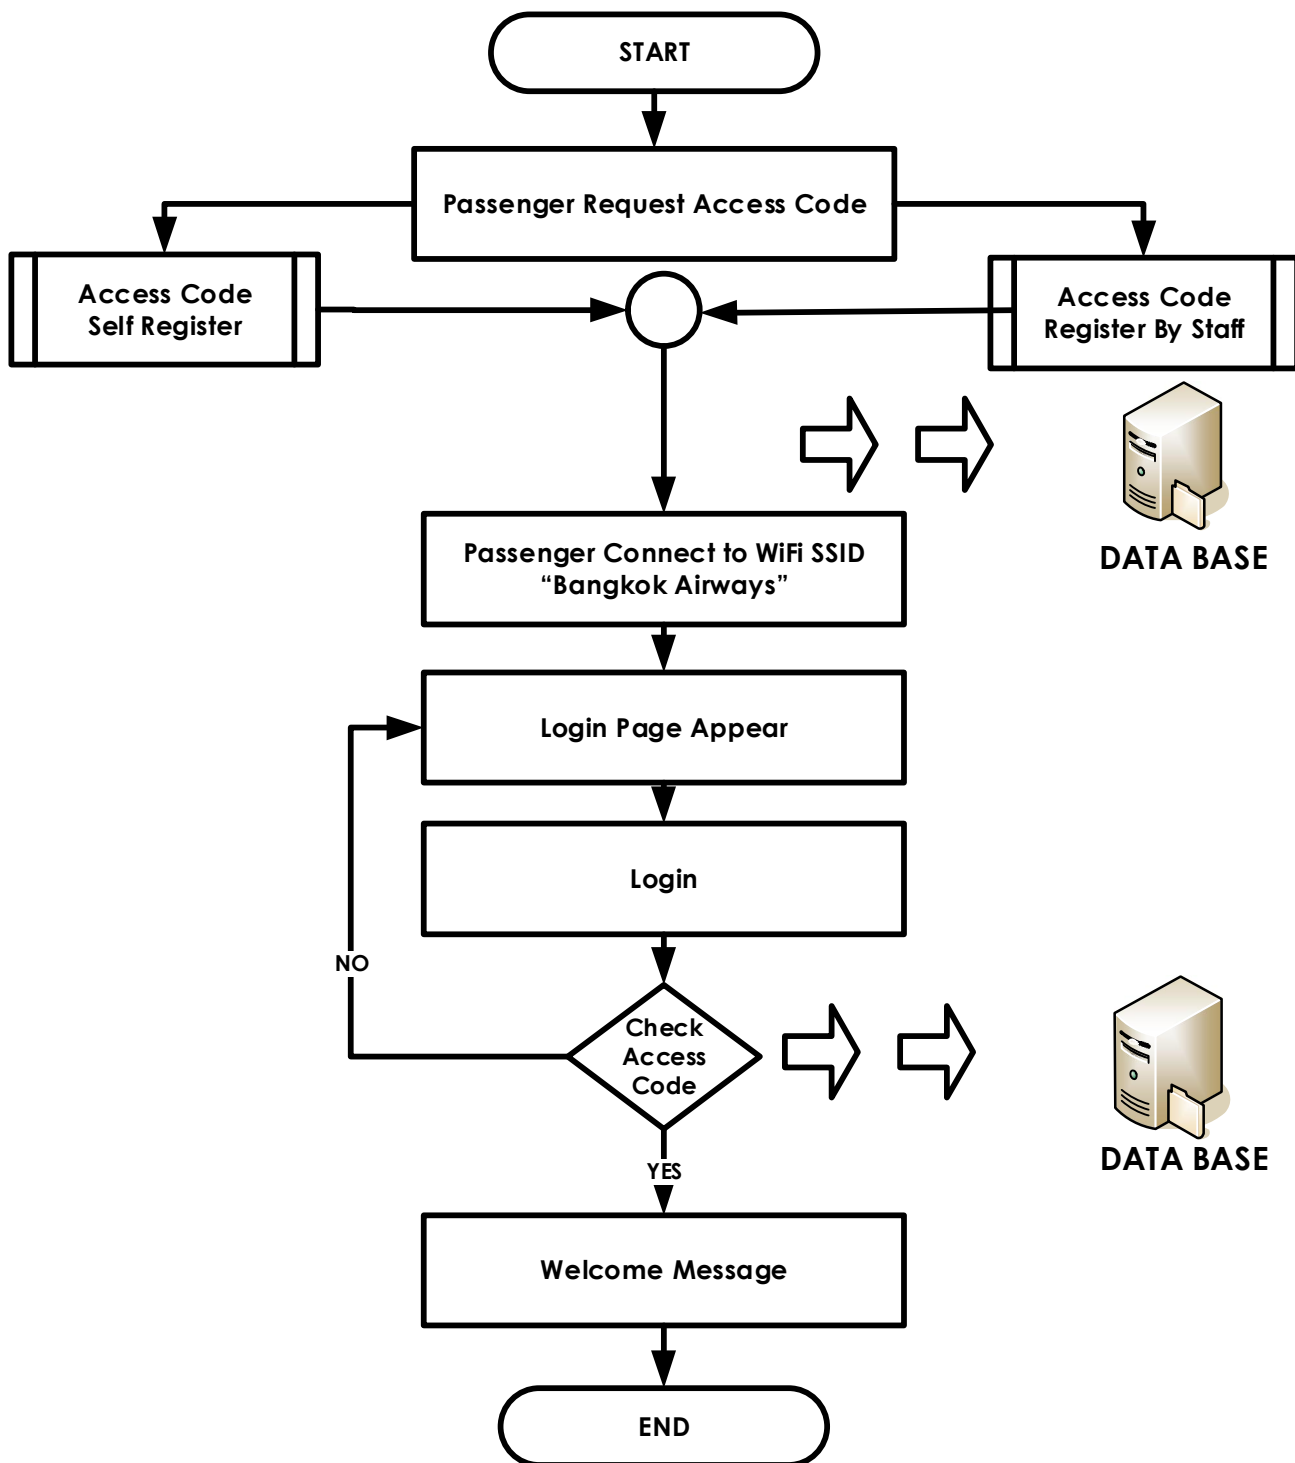 START
Passenger Request Access Code
Access Code
Self Register
Access Code
Register By Staff
DATA BASE
Passenger Connect to WiFi SSID
“Bangkok Airways”
Login Page Appear
Login
NO
Check
Access
Code
DATA BASE
YES
Welcome Message
END